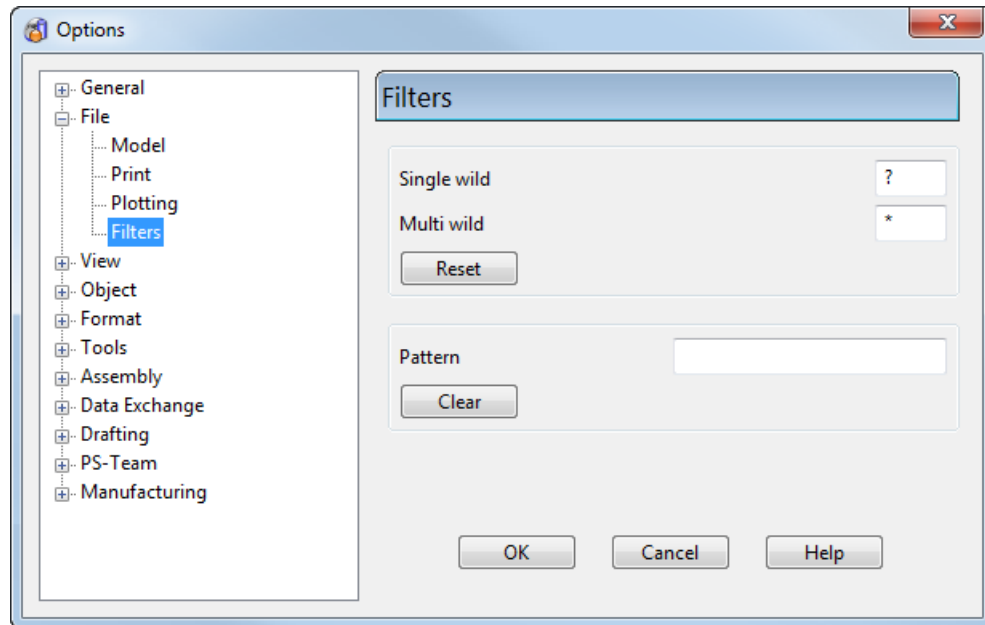 Options
General
File
Model
Print
Plotting
Filters
View
Object
Format
Tools
Assembly
Data Exchange
Drafting
PS-Team
Manufacturing
Filters
Single wild ?
Multi wild *
Reset
Pattern
Clear
OK Cancel Help